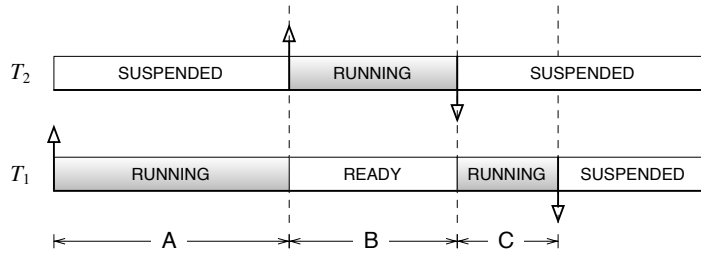 T2 SUSPENDED RUNNING SUSPENDED
T1 RUNNING READY RUNNING SUSPENDED
A B C